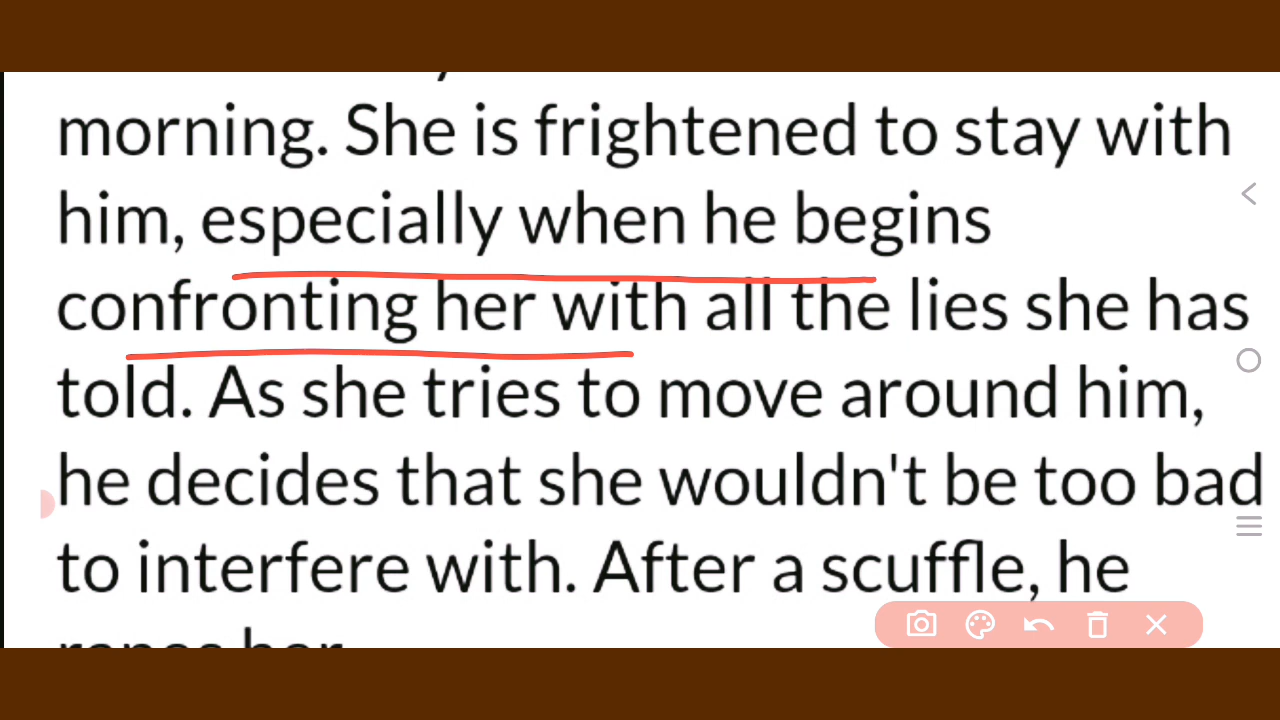 morning. She is frightened to stay with
him, especially when he begins
confronting her with all the lies she has
told. As she tries to move around him,
he decides that she wouldn't be too bad
to interfere with. After a scuffle, he
rapes her.